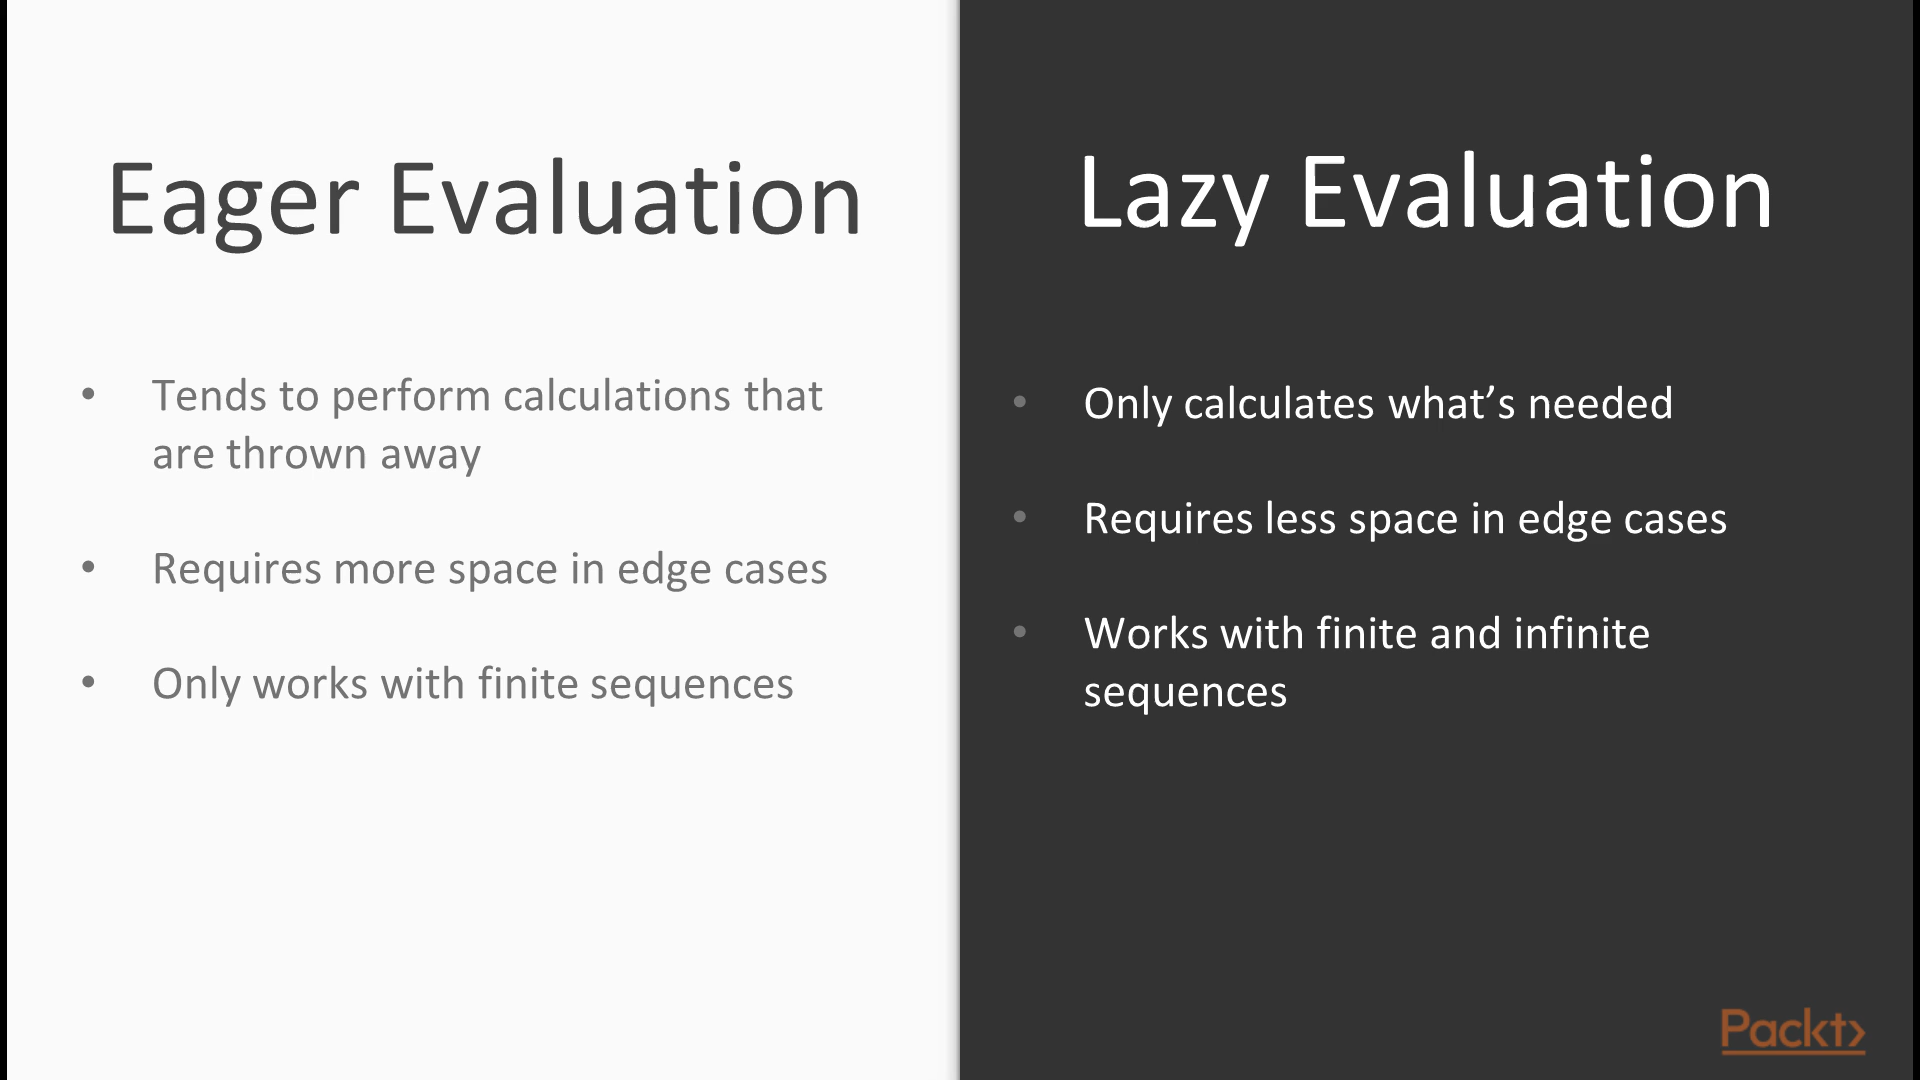 Eager Evaluation
• Tends to perform calculations that
are thrown away
• Requires more space in edge cases
• Only works with finite sequences
Lazy Evaluation
• Only calculates what’s needed
• Requires less space in edge cases
• Works with finite and infinite
sequences
Packt>